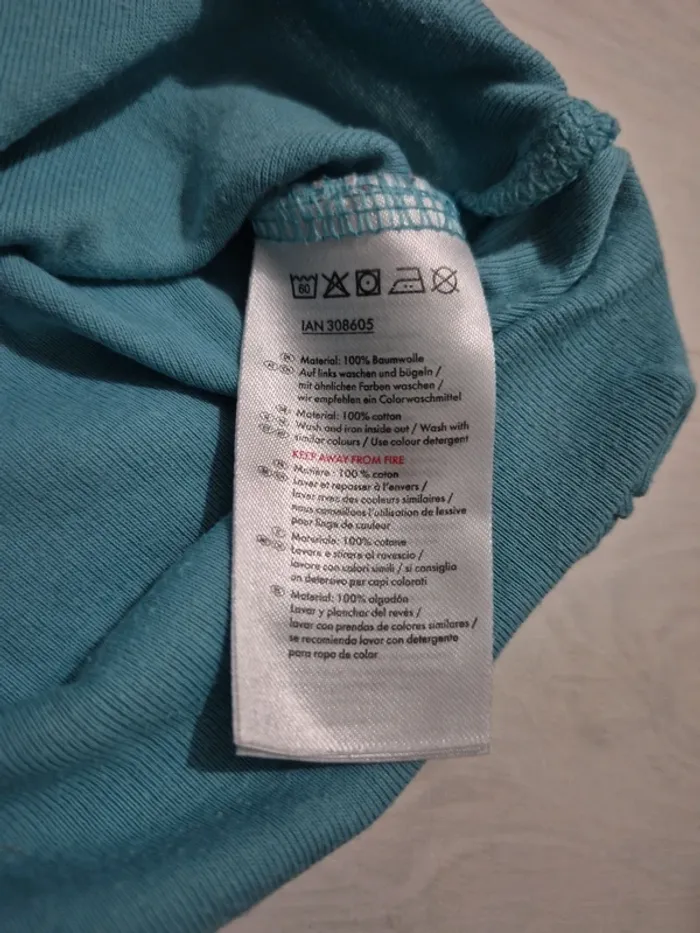 60
IAN 308605
Material: 100% Baumwolle
Auf links waschen und bügeln /
mit ähnlichen Farben waschen /
wir empfehlen ein Colorwaschmittel
Material: 100% cotton
Wash and iron inside out / Wash with
similar colours / Use colour detergent
KEEP AWAY FROM FIRE
Matière: 100 % coton
Laver et repasser à l'envers /
laver avec des couleurs similaires /
nous conseillons l'utilisation de lessive
pour linge de couleur
Materiale: 100% cotone
Lavare e stirare al rovescio /
lavare con colori simili / si consiglia
un detersivo per capi colorati
Material: 100% algodón
Lavar y planchar del revés /
lavar con prendas de colores similares /
se recomienda lavar con detergente
para ropa de color